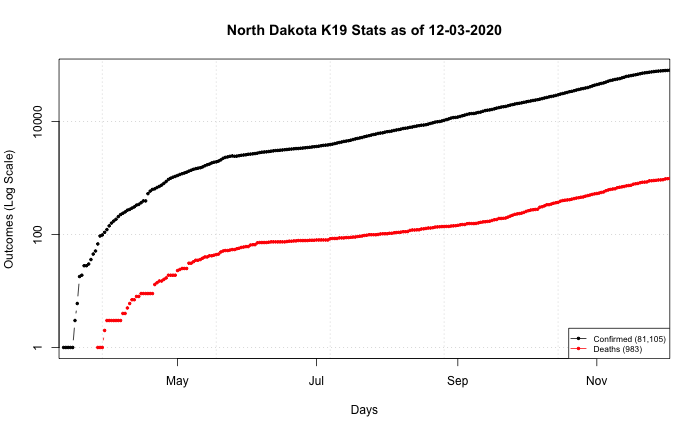 North Dakota K19 Stats as of 12-03-2020
Outcomes (Log Scale)
10000
100
1
Confirmed (81,105)
Deaths (983)
May
Jul
Sep
Nov
Days